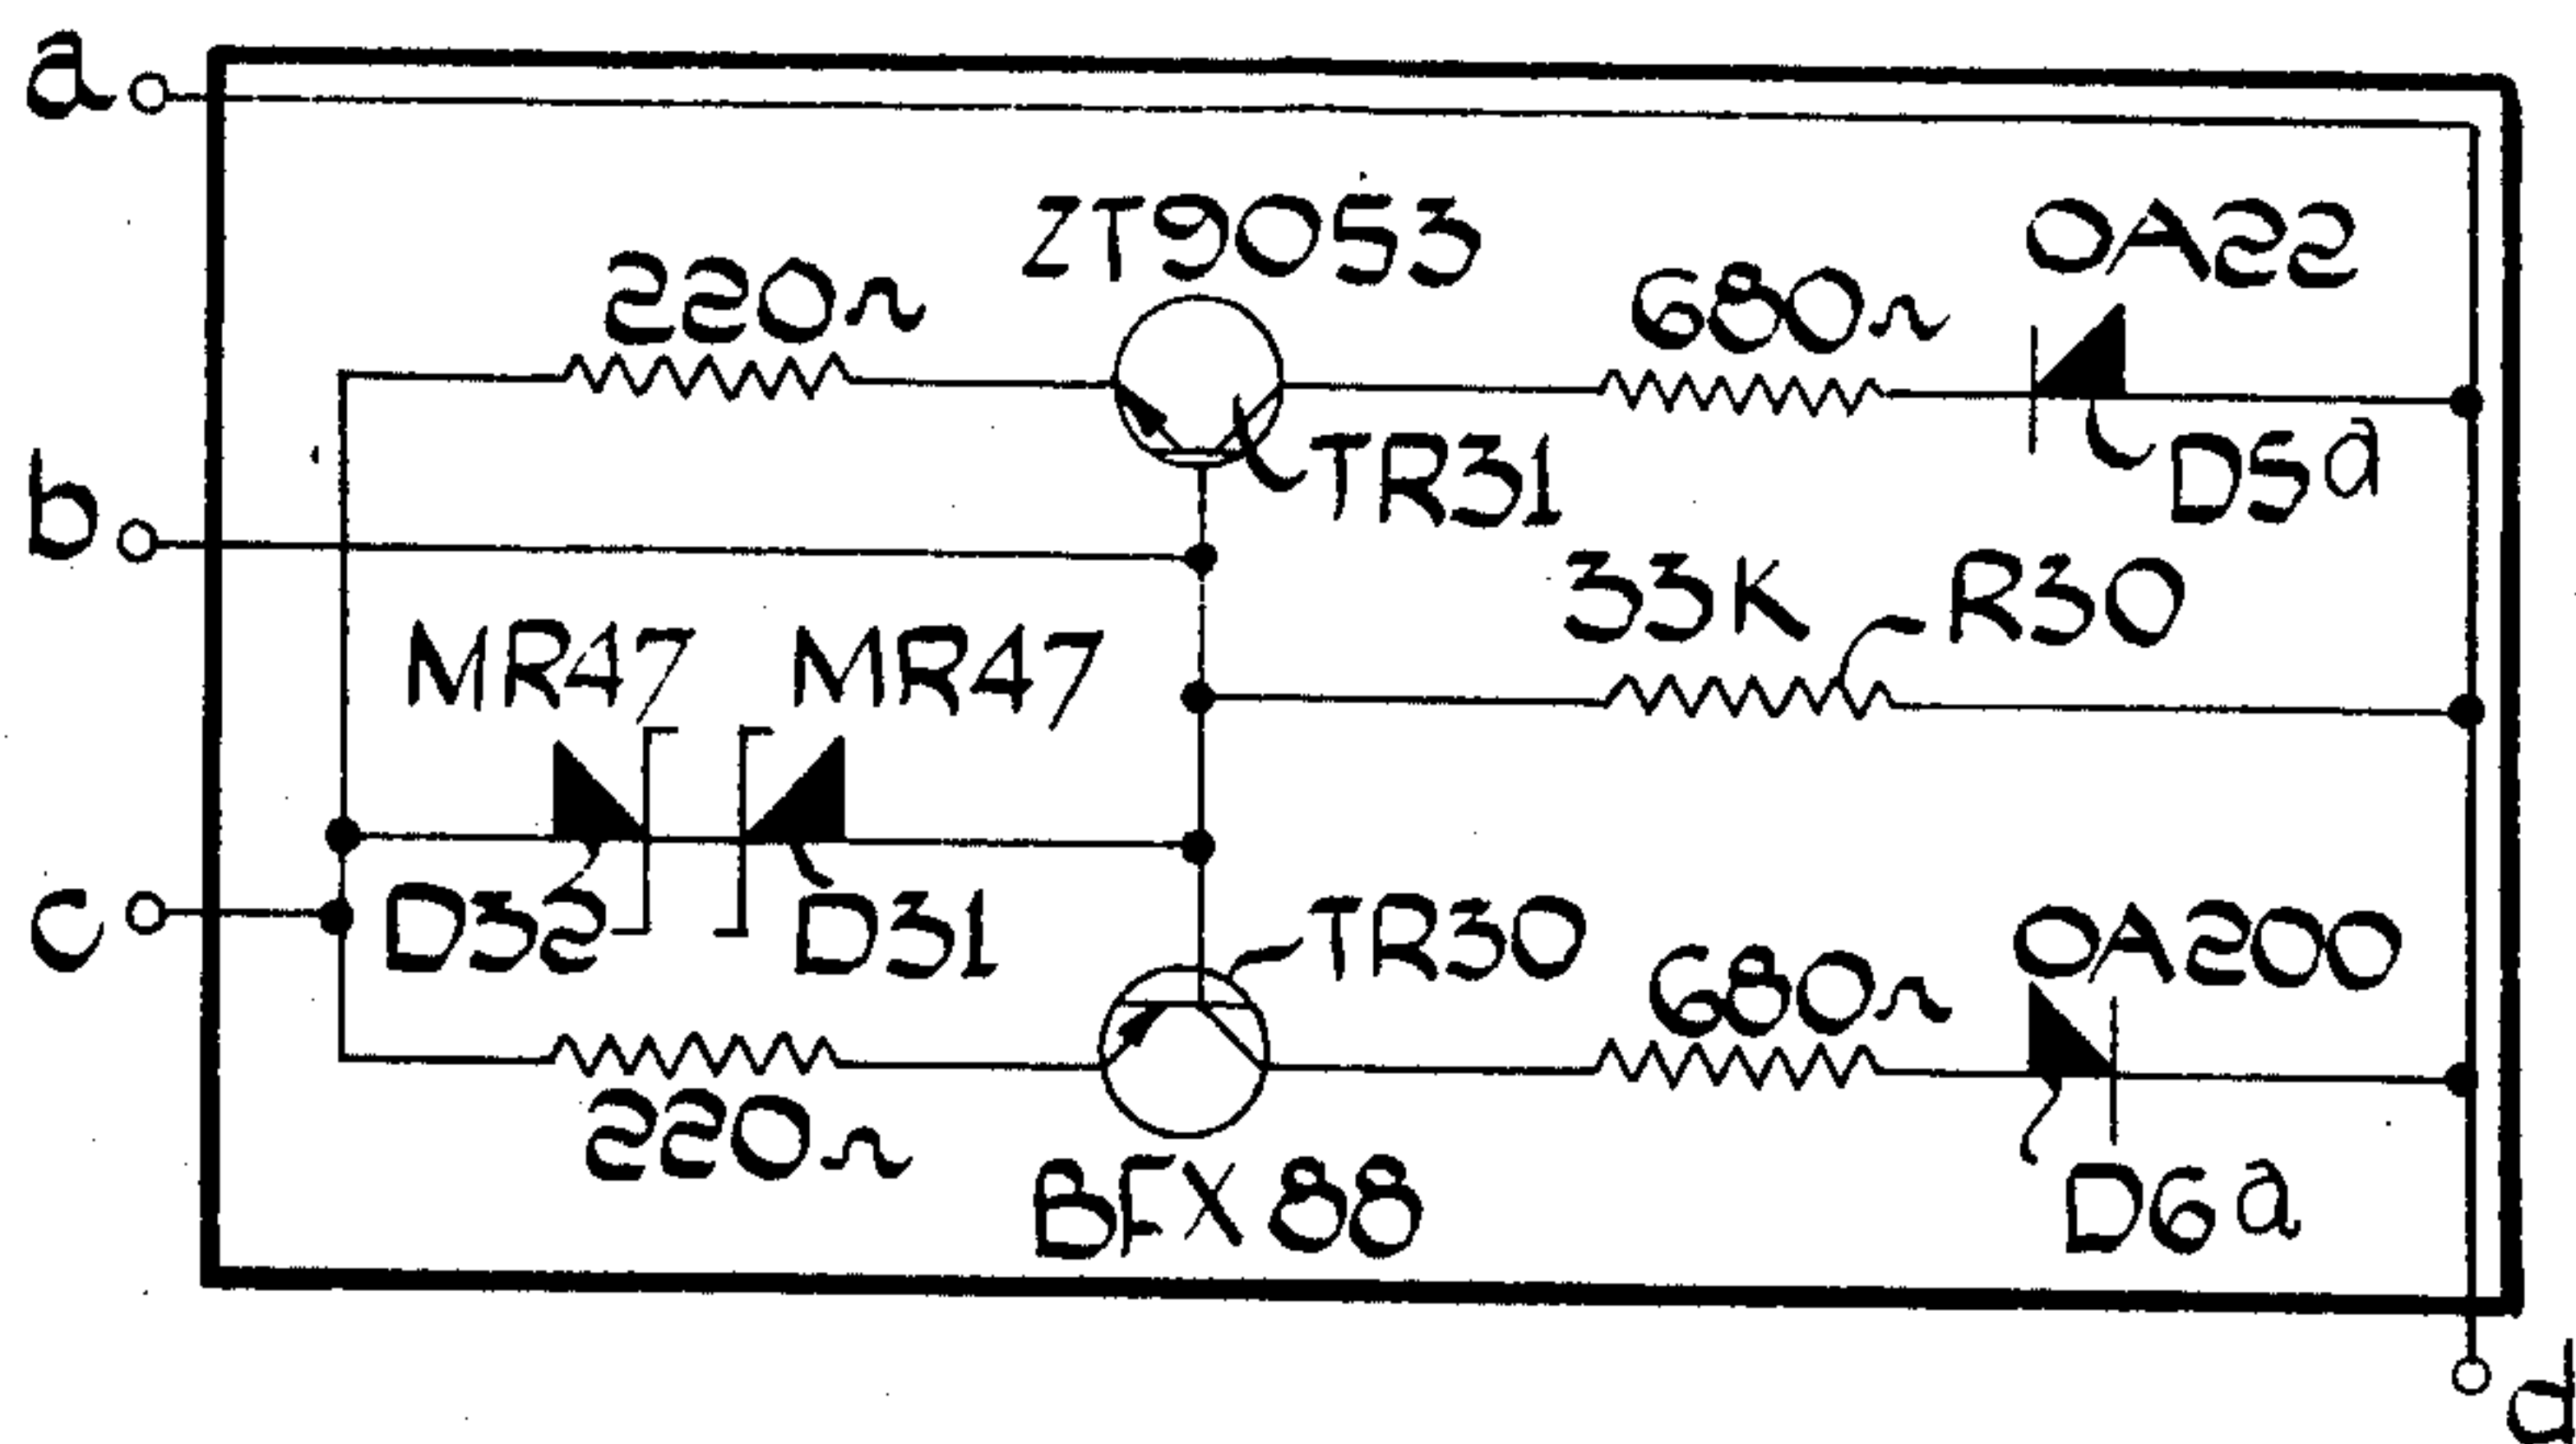 a
ZT9053
OA22
220Ω
680Ω
TR31
D5a
b
33K
R30
MR47
MR47
c
D32
D31
TR30
OA200
680Ω
220Ω
BFX88
D6a
d